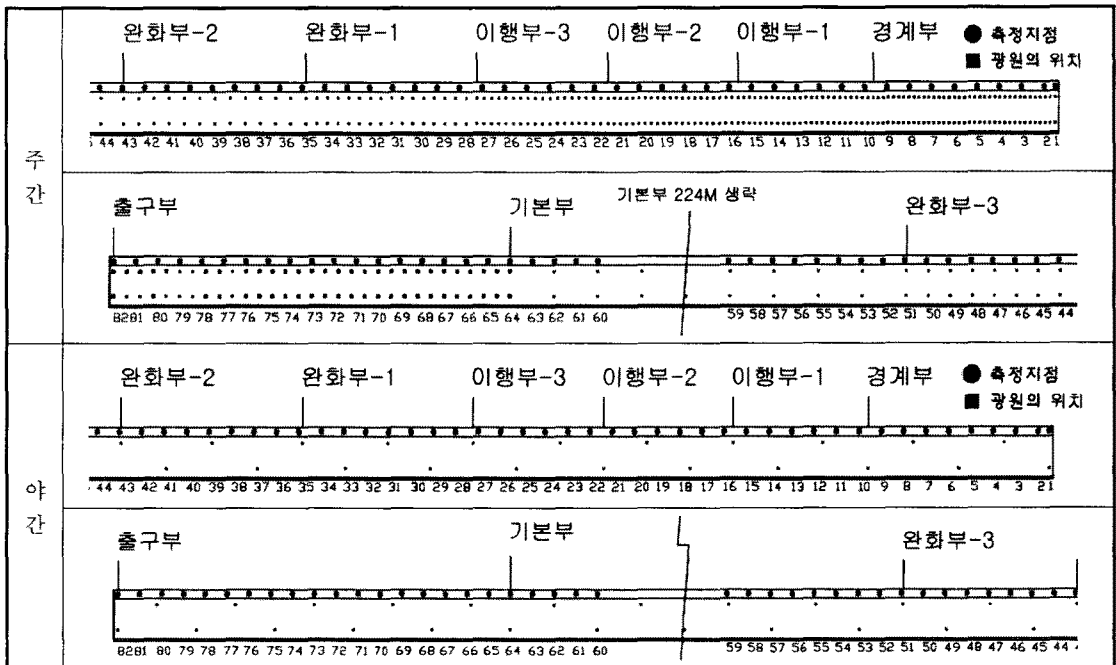 주간
완화부-2 완화부-1 이행부-3 이행부-2 이행부-1 경계부 ● 측정지점
■ 광원의 위치
44 43 42 41 40 39 38 37 36 35 34 33 32 31 30 29 28 27 26 25 24 23 22 21 20 19 18 17 16 15 14 13 12 11 10 9 8 7 6 5 4 3 21
출구부 기본부 기본부 224M 생략 완화부-3
8281 80 79 78 77 76 75 74 73 72 71 70 69 68 67 66 65 64 63 62 61 60 59 58 57 56 55 54 53 52 51 50 49 48 47 46 45 44
야간
완화부-2 완화부-1 이행부-3 이행부-2 이행부-1 경계부 ● 측정지점
■ 광원의 위치
44 43 42 41 40 39 38 37 36 35 34 33 32 31 30 29 28 27 26 25 24 23 22 21 20 19 18 17 16 15 14 13 12 11 10 9 8 7 6 5 4 3 21
출구부 기본부 완화부-3
8281 80 79 78 77 76 75 74 73 72 71 70 69 68 67 66 65 64 63 62 61 60 59 58 57 56 55 54 53 52 51 50 49 48 47 46 45 44